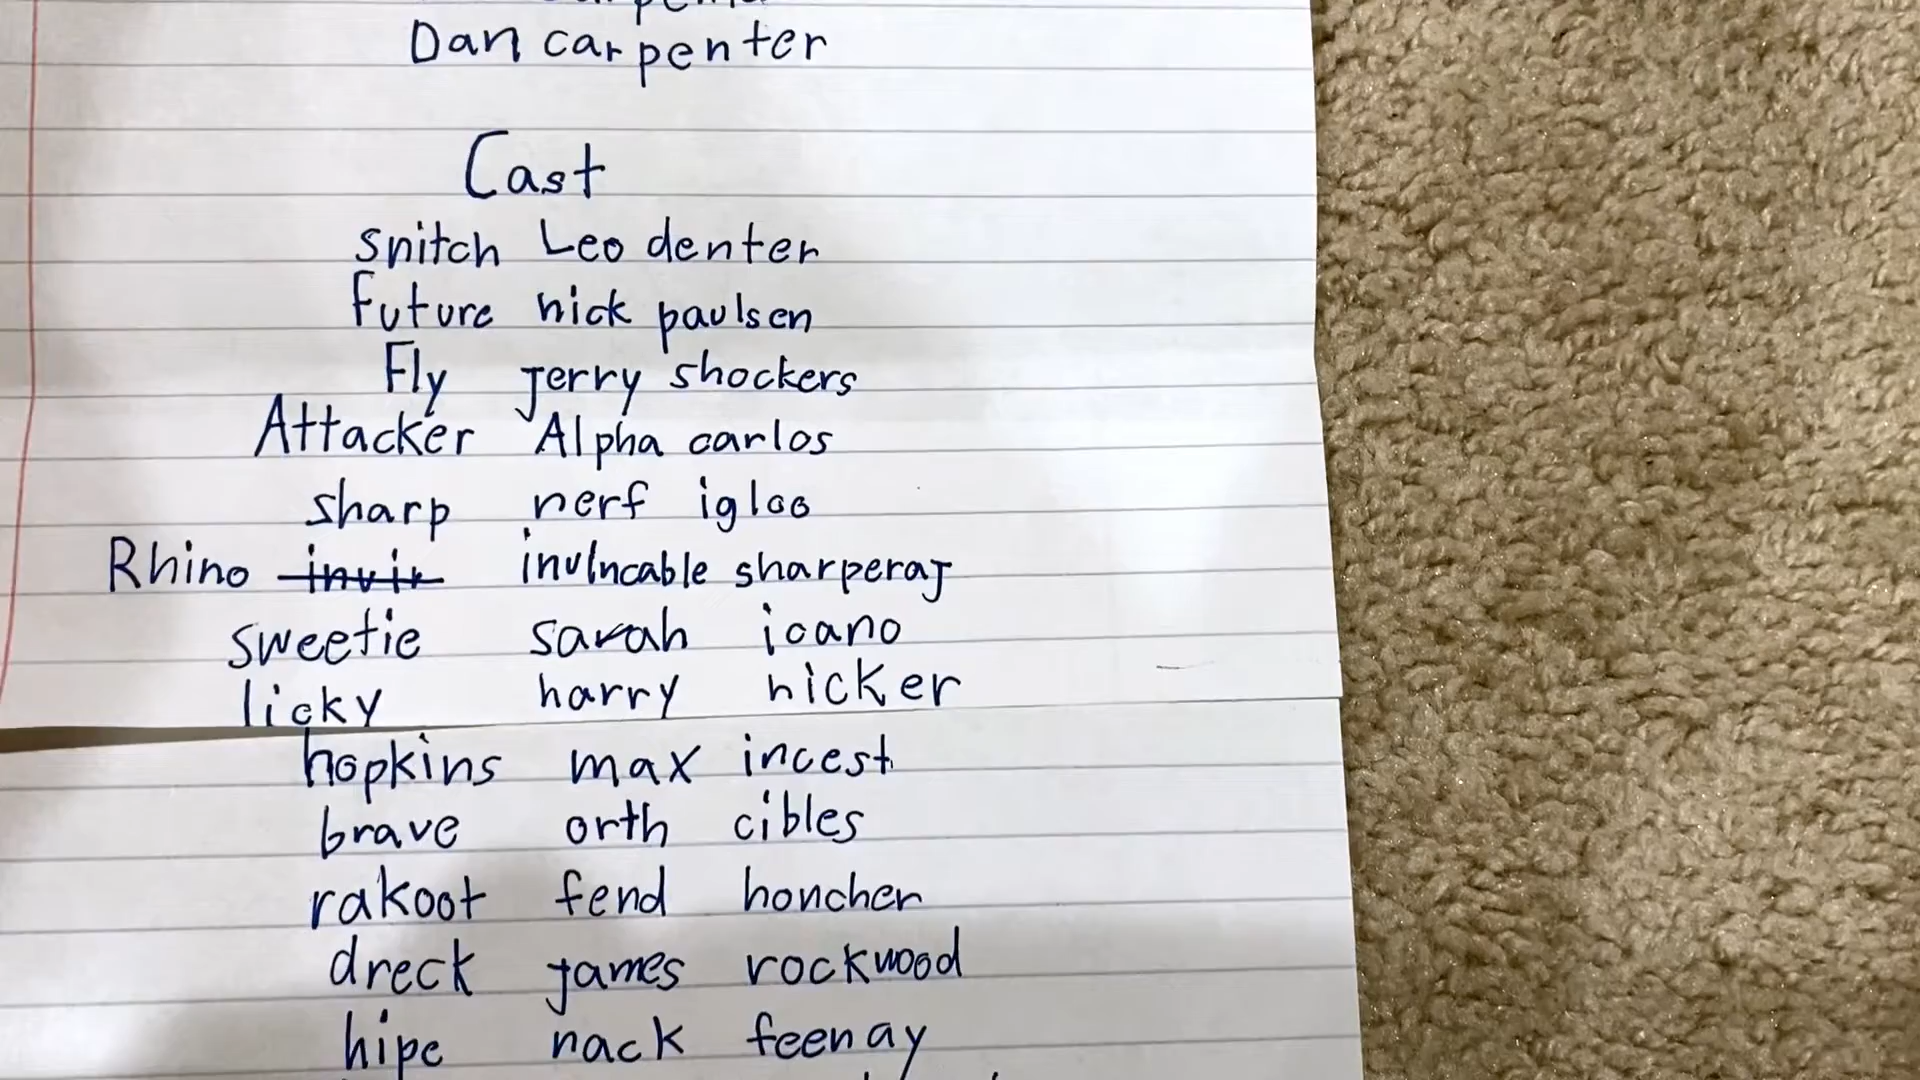 Dan carpenter
Cast
snitch Leo denter
Future nick paulsen
Fly Jerry shockers
Attacker Alpha carlos
sharp nerf igloo
Rhino invir invulncable sharperaj
sweetie sarah icano
licky harry nicker
hopkins max incest
brave orth cibles
rakoot fend honcher
dreck james rockwood
hipe nack feenay